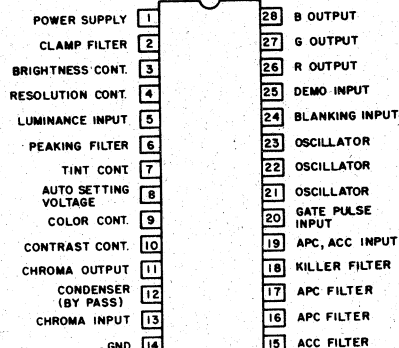 POWER SUPPLY 1
CLAMP FILTER 2
BRIGHTNESS CONT. 3
RESOLUTION CONT. 4
LUMINANCE INPUT 5
PEAKING FILTER 6
TINT CONT. 7
AUTO SETTING
VOLTAGE 8
COLOR CONT. 9
CONTRAST CONT. 10
CHROMA OUTPUT 11
CONDENSER
(BY PASS) 12
CHROMA INPUT 13
GND 14
28 B OUTPUT
27 G OUTPUT
26 R OUTPUT
25 DEMO INPUT
24 BLANKING INPUT
23 OSCILLATOR
22 OSCILLATOR
21 OSCILLATOR
20 GATE PULSE
INPUT
19 APC, ACC INPUT
18 KILLER FILTER
17 APC FILTER
16 APC FILTER
15 ACC FILTER